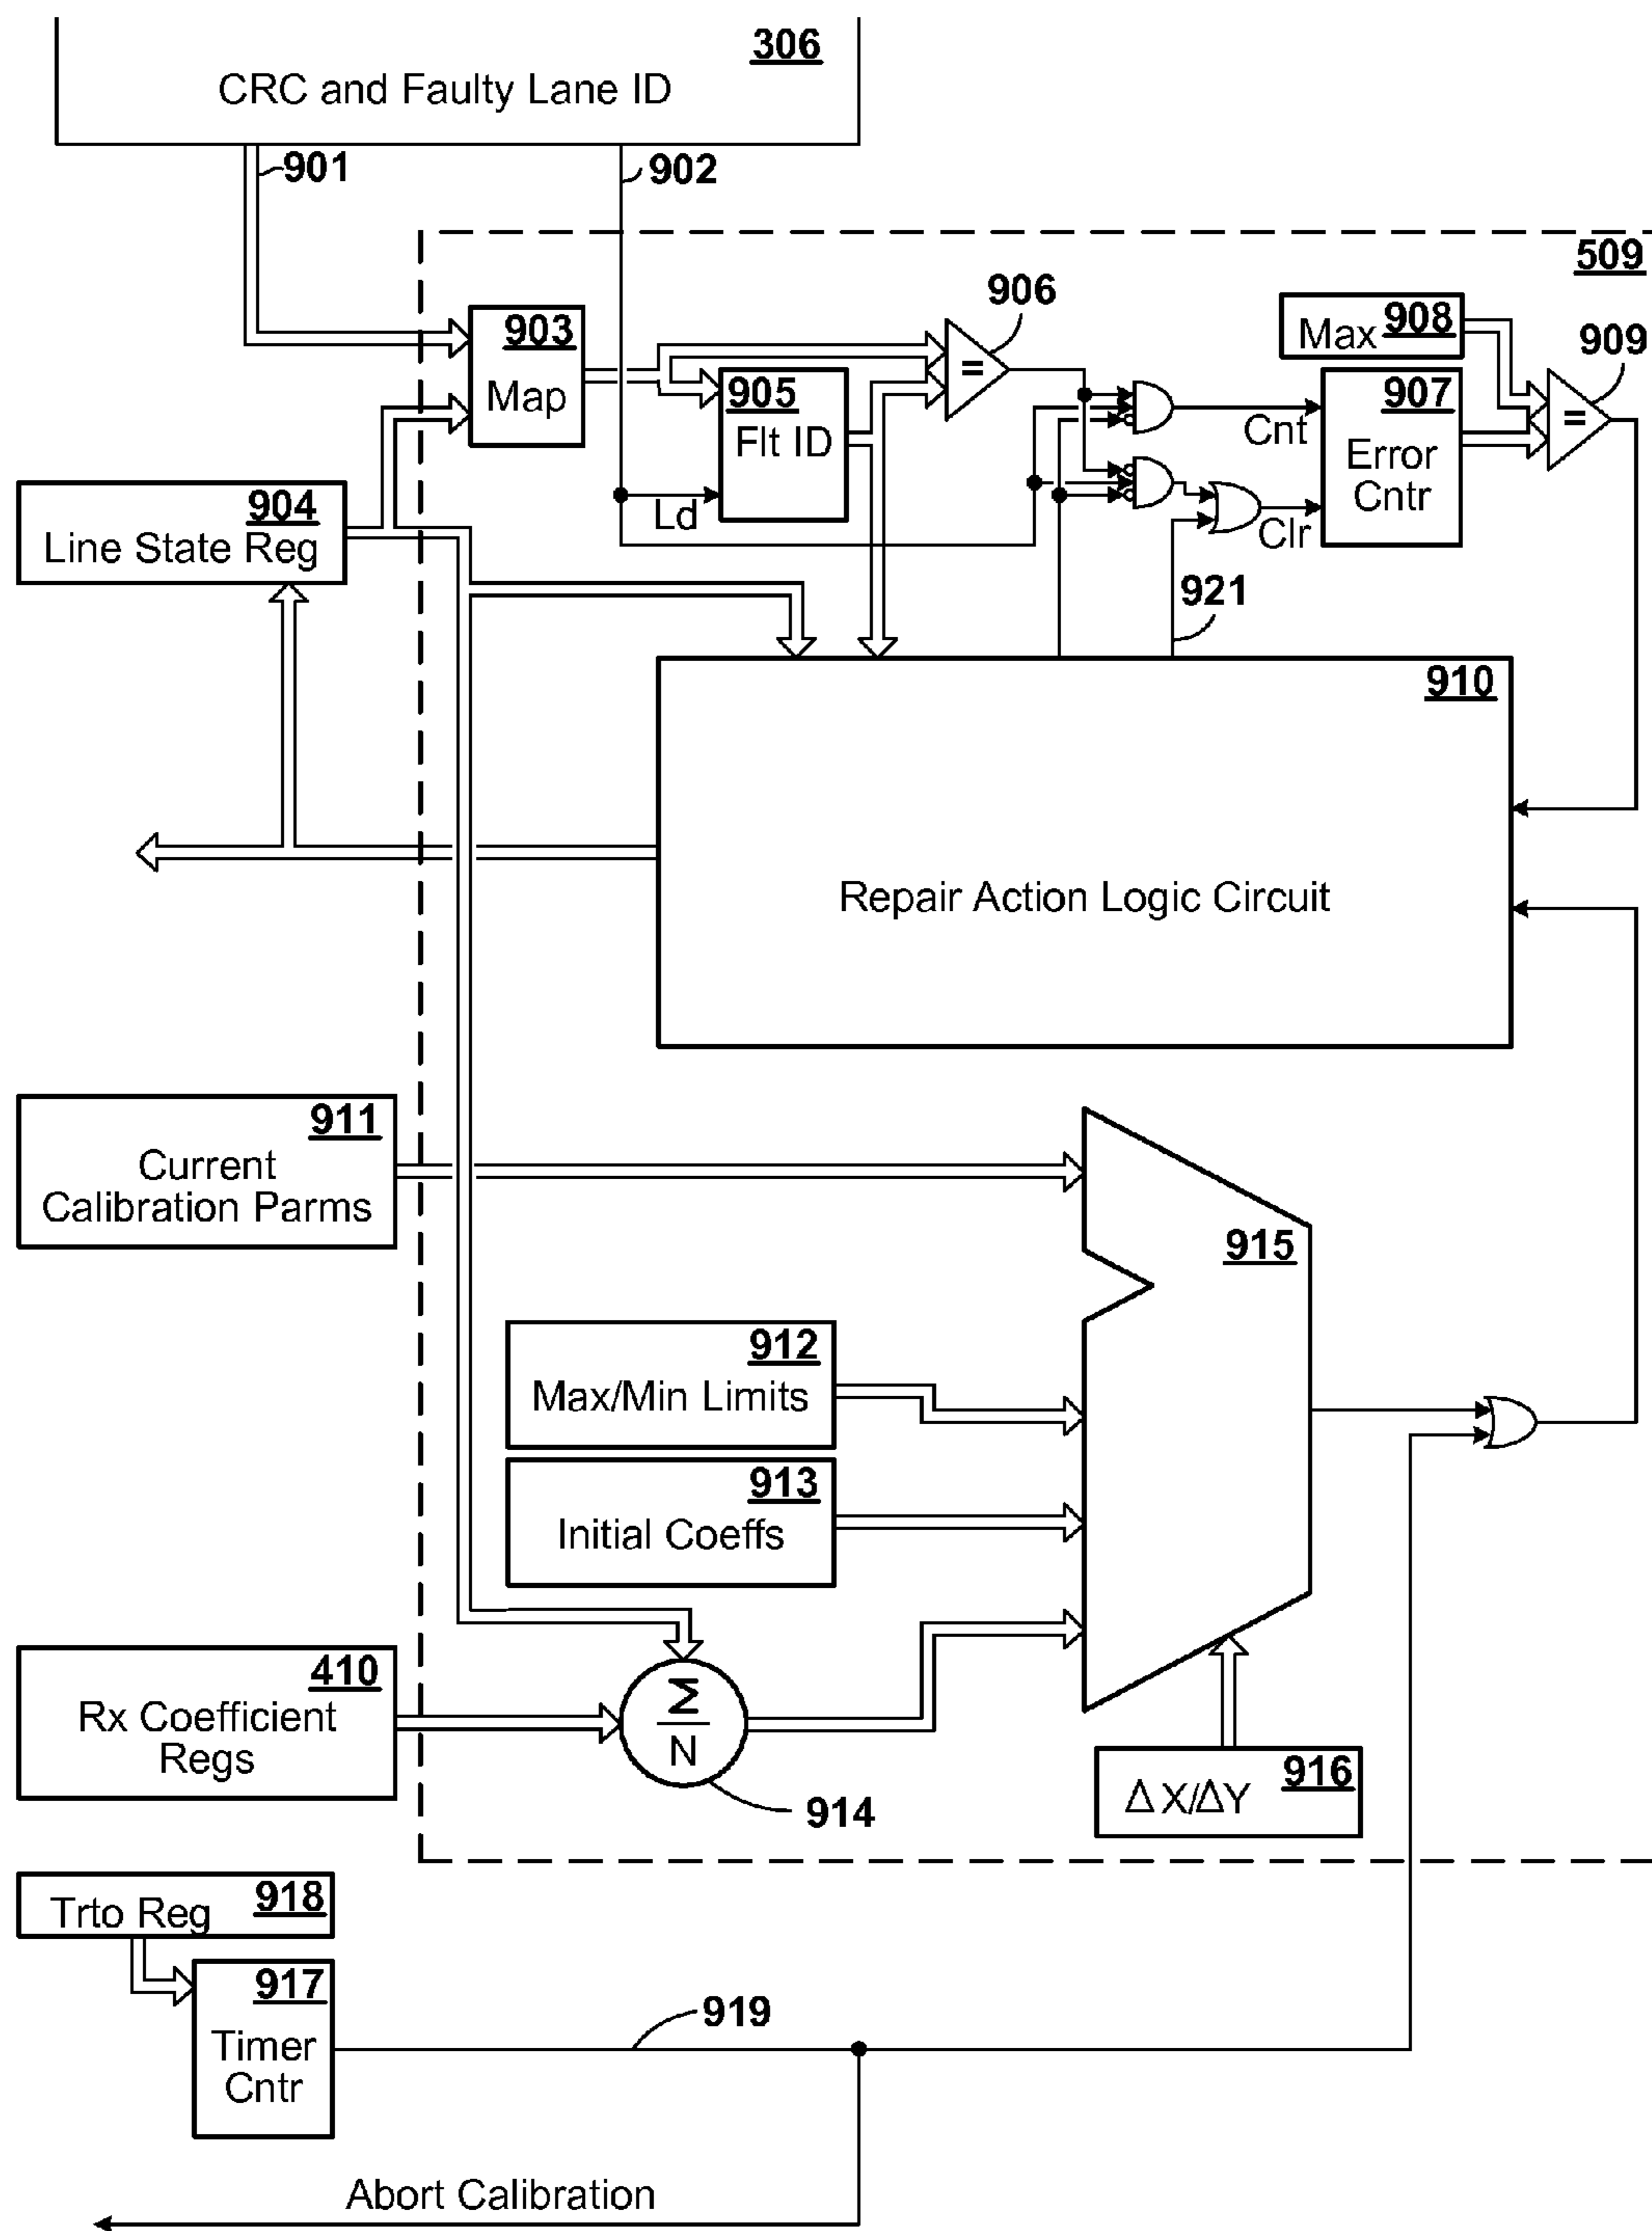 306
CRC and Faulty Lane ID
901
902
509
906
903
Map
Max 908
909
905
Flt ID
907
Error
Cntr
Cnt
904
Line State Reg
Ld
Clr
921
910
Repair Action Logic Circuit
911
Current
Calibration Parms
915
912
Max/Min Limits
913
Initial Coeffs
410
Rx Coefficient
Regs
Σ
N
914
916
Δ X/ΔY
918
Trto Reg
917
Timer
Cntr
919
Abort Calibration
=
=